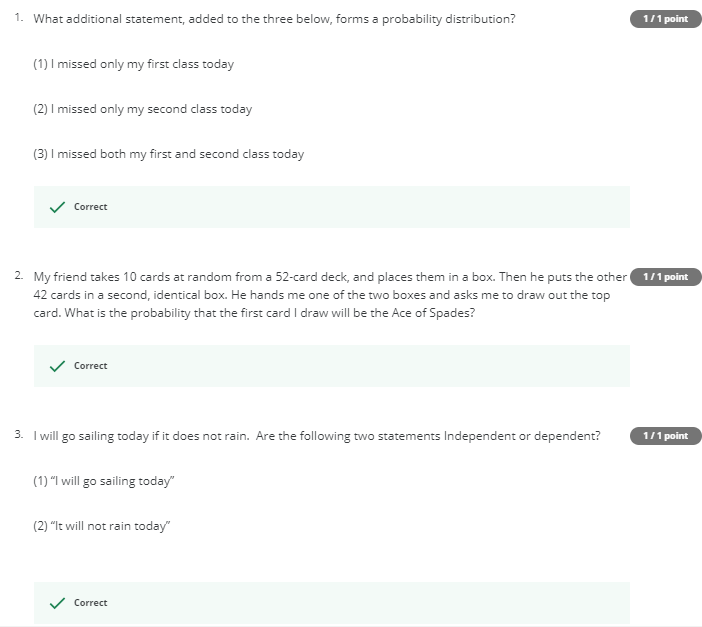 1. What additional statement, added to the three below, forms a probability distribution?
1 / 1 point
(1) I missed only my first class today
(2) I missed only my second class today
(3) I missed both my first and second class today
Correct
2. My friend takes 10 cards at random from a 52-card deck, and places them in a box. Then he puts the other
1 / 1 point
42 cards in a second, identical box. He hands me one of the two boxes and asks me to draw out the top
card. What is the probability that the first card I draw will be the Ace of Spades?
Correct
3. I will go sailing today if it does not rain.  Are the following two statements Independent or dependent?
1 / 1 point
(1) “I will go sailing today”
(2) “It will not rain today”
Correct